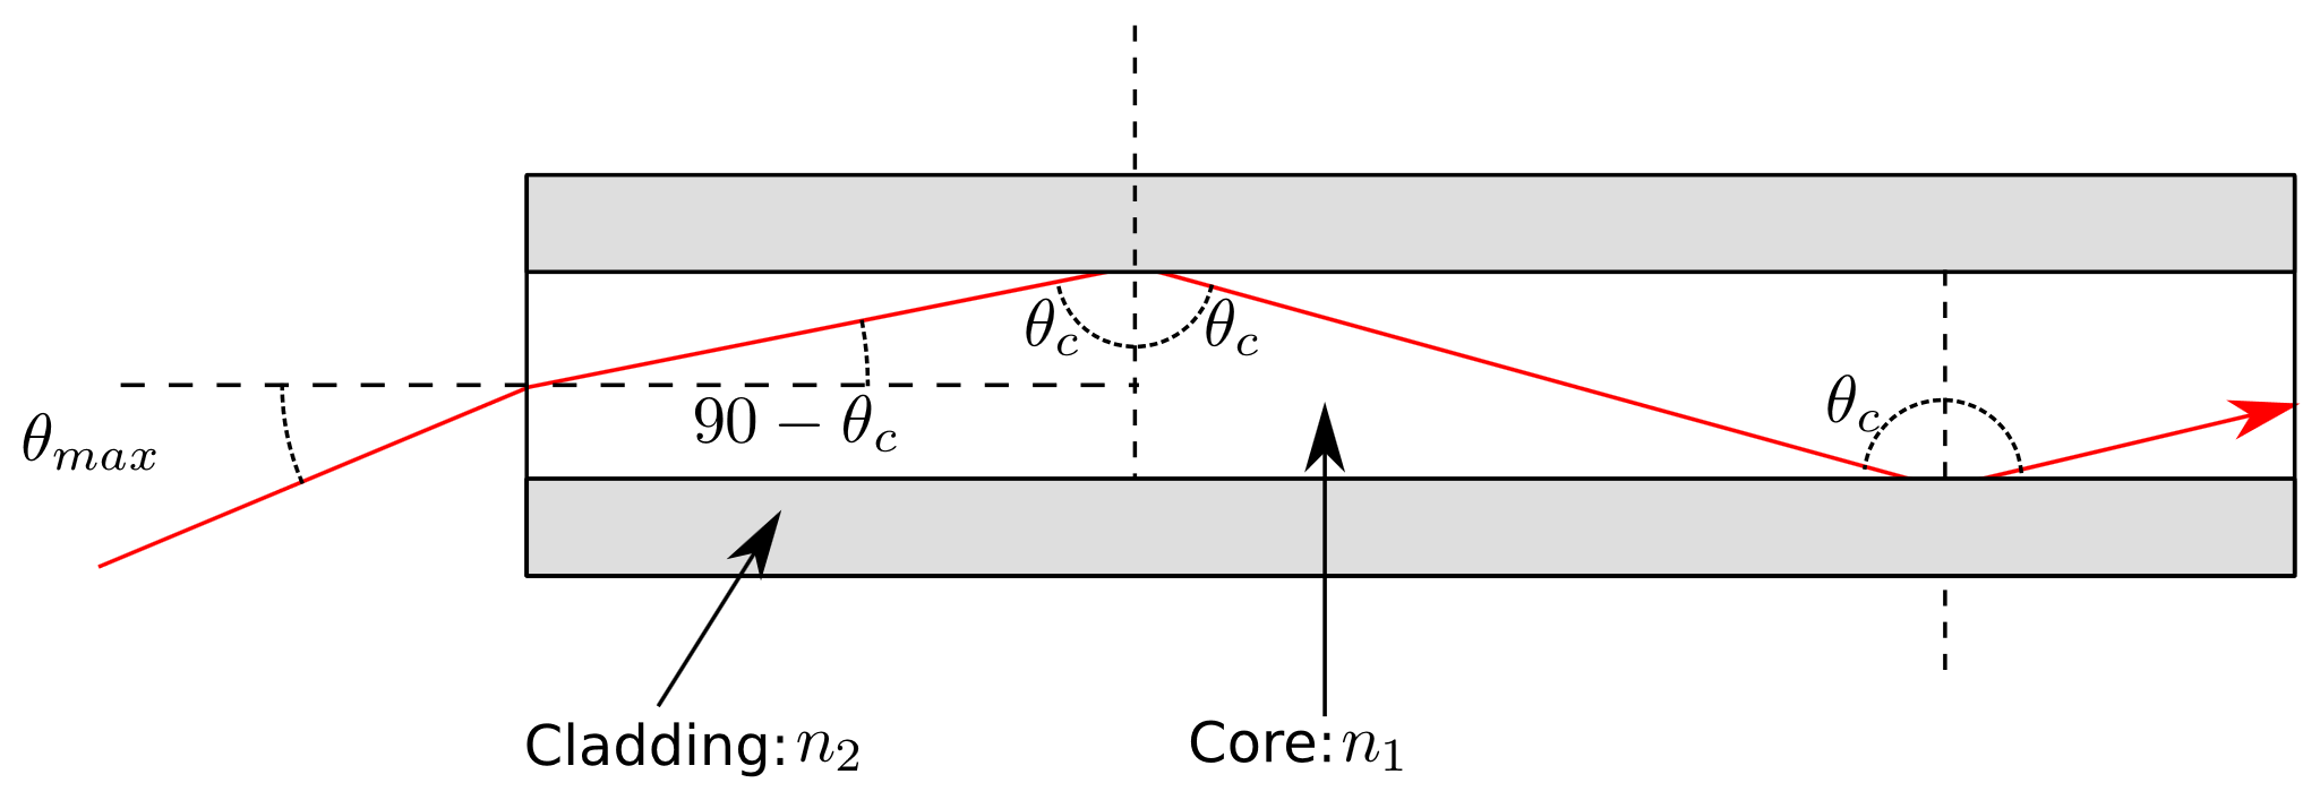 θc θc
θc
90 − θc
θmax
Cladding: n2
Core: n1